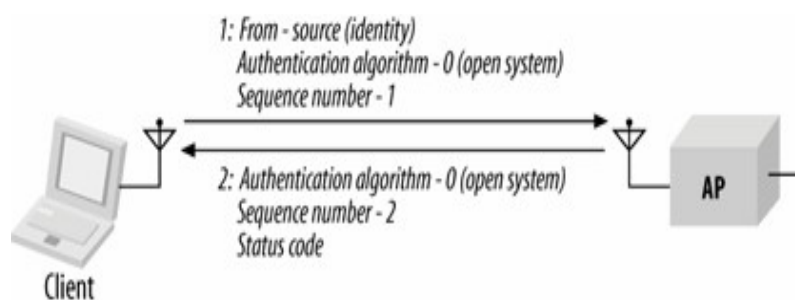 1: From - source (identity)
Authentication algorithm - 0 (open system)
Sequence number - 1
2: Authentication algorithm - 0 (open system)
Sequence number - 2
Status code
AP
Client